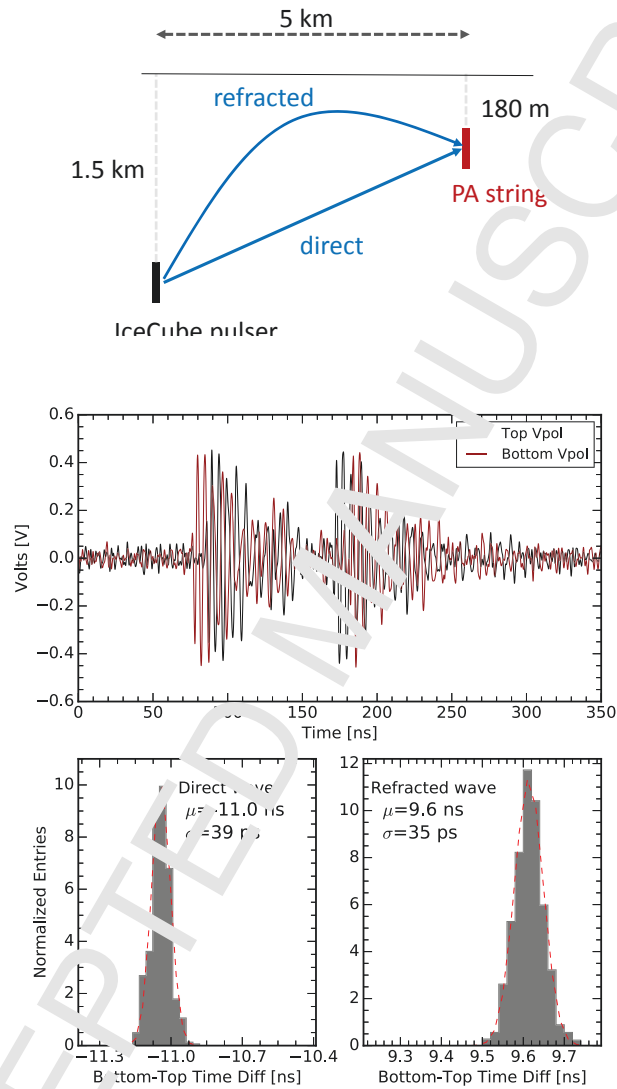 5 km
refracted
180 m
1.5 km
PA string
direct
IceCube pulser
0.6
0.4
0.2
0.0
−0.2
−0.4
−0.6
Volts [V]
Top Vpol
Bottom Vpol
0 50 100 150 200 250 300 350
Time [ns]
10
8
6
4
2
0
Normalized Entries
Direct wave
μ=-11.0 ns
σ=39 ps
−11.3 −11.0 −10.7 −10.4
Bottom-Top Time Diff [ns]
12
10
8
6
4
2
0
Refracted wave
μ=9.6 ns
σ=35 ps
9.3 9.4 9.5 9.6 9.7
Bottom-Top Time Diff [ns]
EPTED MANUSCR